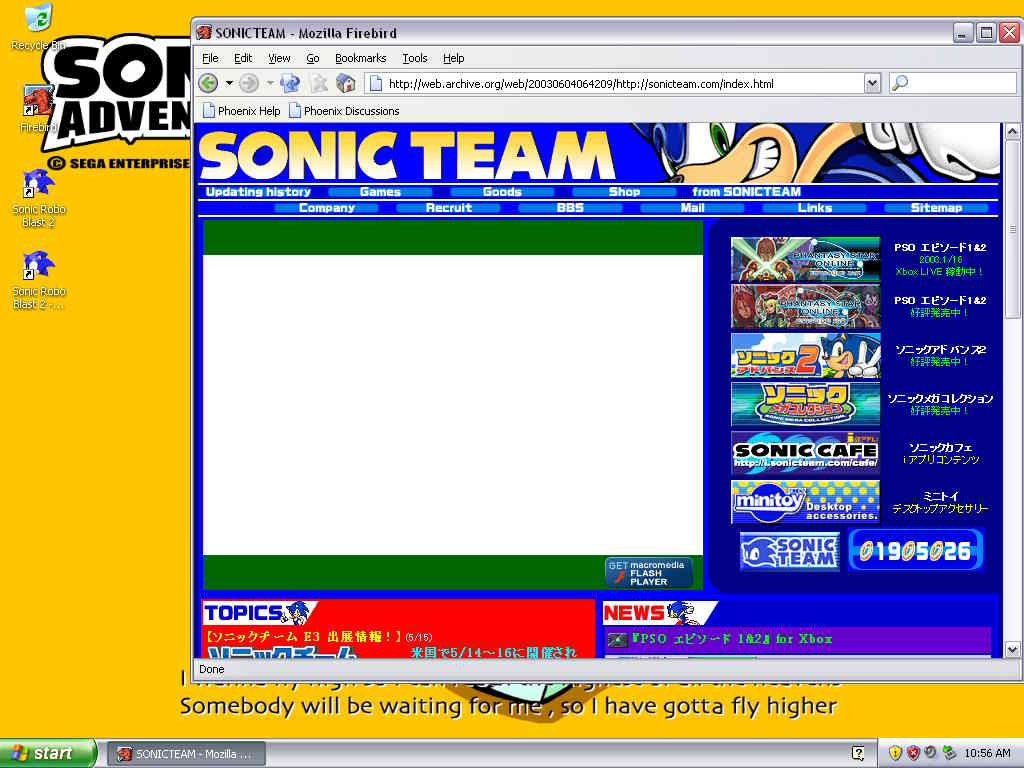 Recycle Bin
SON
ADVEN
© SEGA ENTERPRISE
Firebird
Sonic Robo
Blast 2
Sonic Robo
Blast 2 -...
SONICTEAM - Mozilla Firebird
File Edit View Go Bookmarks Tools Help
http://web.archive.org/web/20030604064209/http://sonicteam.com/index.html
Phoenix Help Phoenix Discussions
SONIC TEAM
Updating history Games Goods Shop from SONICTEAM
Company Recruit BBS Mail Links Sitemap
PHANTASY STAR
ONLINE
PSO エピソード1&2
2003.1/16
Xbox LIVE 稼動中！
PHANTASY STAR
ONLINE
PSO エピソード1&2
好評発売中！
ソニック
アドバンス2
ソニックアドバンス2
好評発売中！
ソニック
メガコレクション
SONIC MEGA COLLECTION
ソニックメガコレクション
好評発売中！
SONIC CAFE
http://i.sonicteam.com/cafe/
ソニックカフェ
iアプリコンテンツ
minitoy
Desktop
accessories.
ミニトイ
デスクトップアクセサリー
SONIC
TEAM
01905026
GET macromedia
FLASH
PLAYER
TOPICS
【ソニックチーム E3 出展情報！】(5/15)
ソニックチーム
米国で5/14～16に開催され
NEWS
『PSO エピソード 1&2』 for Xbox
Done
Somebody will be waiting for me , so I have gotta fly higher
start
SONICTEAM - Mozilla ...
10:56 AM